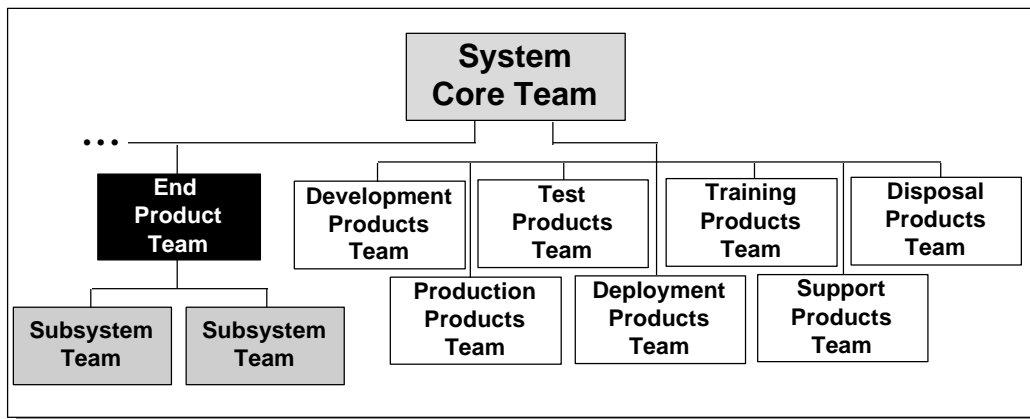 System
Core Team
...
End
Product
Team
Development
Products
Team
Test
Products
Team
Training
Products
Team
Disposal
Products
Team
Production
Products
Team
Deployment
Products
Team
Support
Products
Team
Subsystem
Team
Subsystem
Team